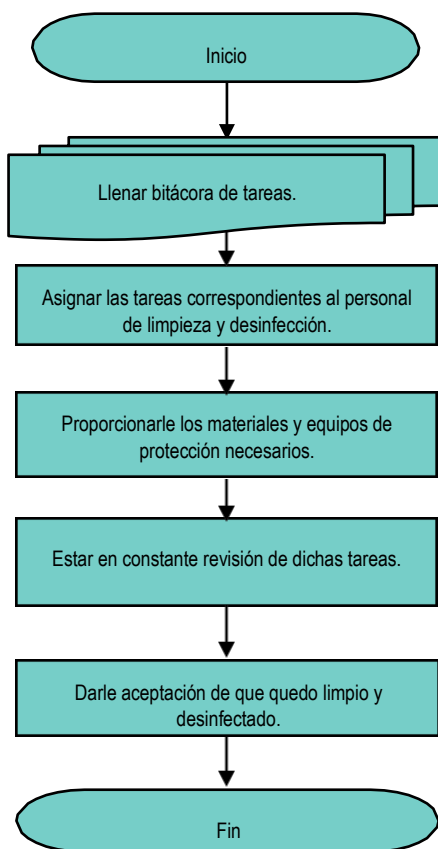 Inicio
Llenar bitácora de tareas.
Asignar las tareas correspondientes al personal
de limpieza y desinfección.
Proporcionarle los materiales y equipos de
protección necesarios.
Estar en constante revisión de dichas tareas.
Darle aceptación de que quedo limpio y
desinfectado.
Fin